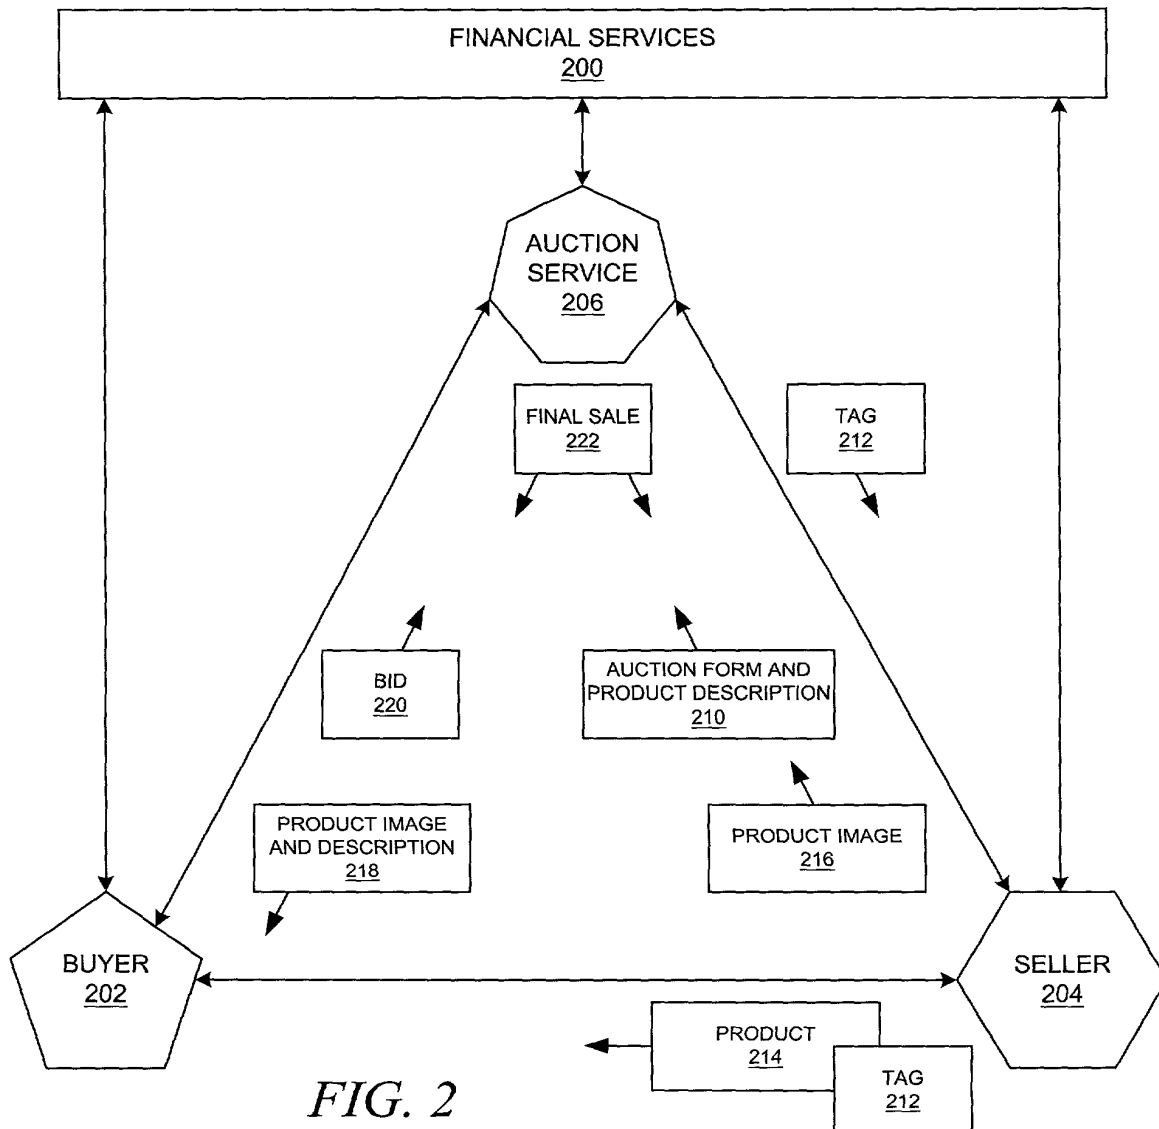 FINANCIAL SERVICES
200
AUCTION
SERVICE
206
FINAL SALE
222
TAG
212
BID
220
AUCTION FORM AND
PRODUCT DESCRIPTION
210
PRODUCT IMAGE
AND DESCRIPTION
218
PRODUCT IMAGE
216
BUYER
202
SELLER
204
PRODUCT
214
TAG
212
FIG. 2